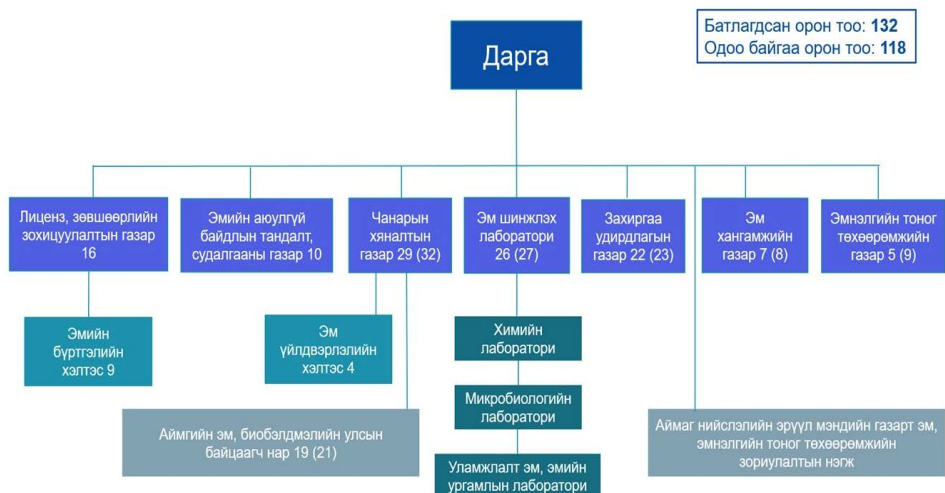 Батлагдсан орон тоо: 132
Одоо байгаа орон тоо: 118
Дарга
Лиценз, зөвшөөрлийн
зохицуулалтын газар
16
Эмийн аюулгүй
байдлын тандалт,
судалгааны газар 10
Чанарын
хяналтын
газар 29 (32)
Эм шинжлэх
лаборатори
26 (27)
Захиргаа
удирдлагын
газар 22 (23)
Эм
хангамжийн
газар 7 (8)
Эмнэлгийн тоног
төхөөрөмжийн
газар 5 (9)
Эмийн
бүртгэлийн
хэлтэс 9
Эм
үйлдвэрлэлийн
хэлтэс 4
Химийн
лаборатори
Микробиологийн
лаборатори
Аймгийн эм, биобэлдмэлийн улсын
байцаагч нар 19 (21)
Аймаг нийслэлийн эрүүл мэндийн газарт эм,
эмнэлгийн тоног төхөөрөмжийн
зориулалтын нэгж
Уламжлалт эм, эмийн
ургамлын лаборатори